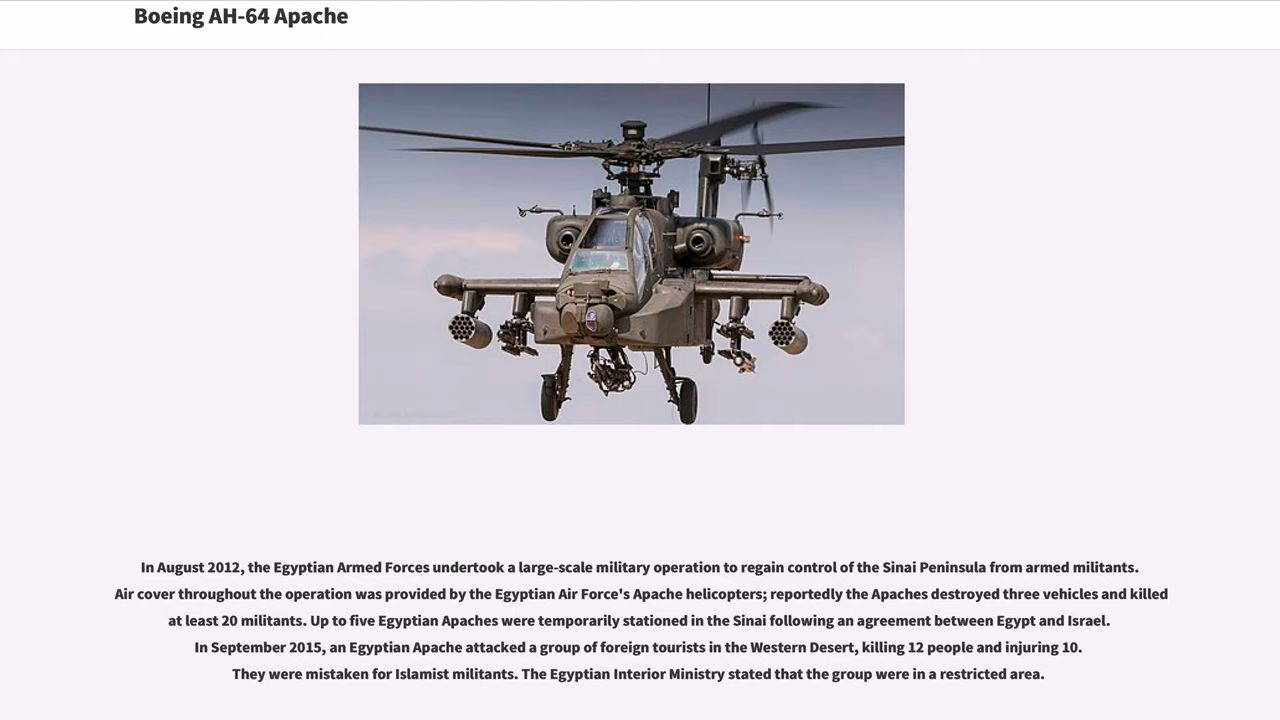 Boeing AH-64 Apache
In August 2012, the Egyptian Armed Forces undertook a large-scale military operation to regain control of the Sinai Peninsula from armed militants.
Air cover throughout the operation was provided by the Egyptian Air Force's Apache helicopters; reportedly the Apaches destroyed three vehicles and killed
at least 20 militants. Up to five Egyptian Apaches were temporarily stationed in the Sinai following an agreement between Egypt and Israel.
In September 2015, an Egyptian Apache attacked a group of foreign tourists in the Western Desert, killing 12 people and injuring 10.
They were mistaken for Islamist militants. The Egyptian Interior Ministry stated that the group were in a restricted area.